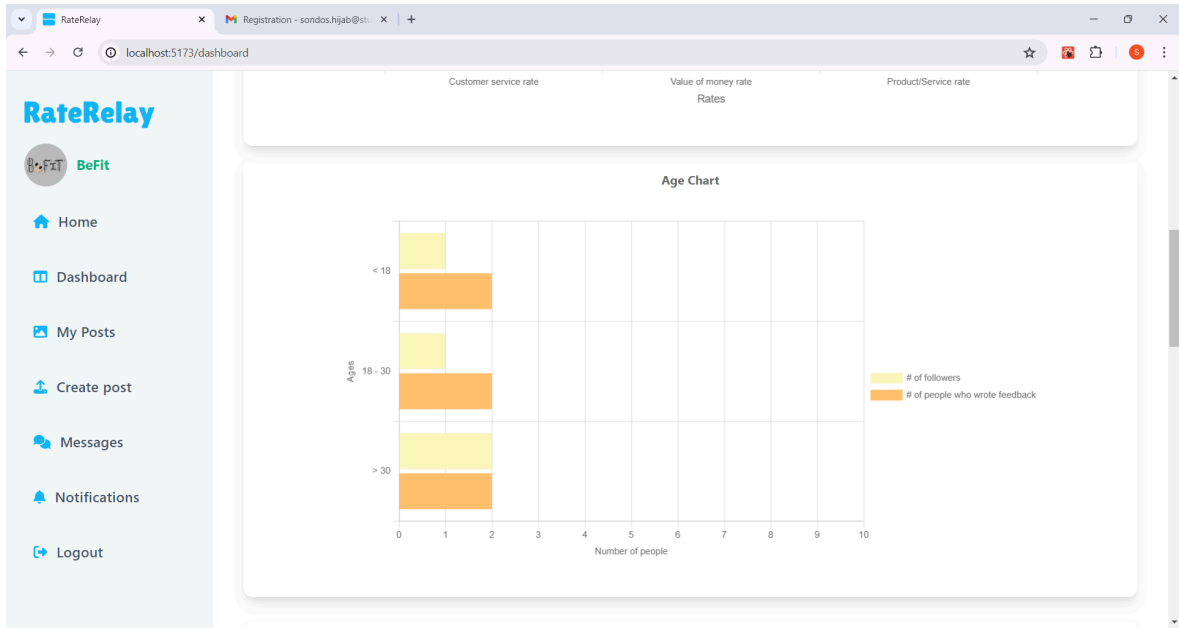 RateRelay
Registration - sondos.hijab@st
localhost:5173/dashboard
S
RateRelay
BeFiT
BeFit
Home
Dashboard
My Posts
Create post
Messages
Notifications
Logout
Customer service rate
Value of money rate
Product/Service rate
Rates
Age Chart
Ages
< 18
18 - 30
> 30
0 1 2 3 4 5 6 7 8 9 10
Number of people
# of followers
# of people who wrote feedback